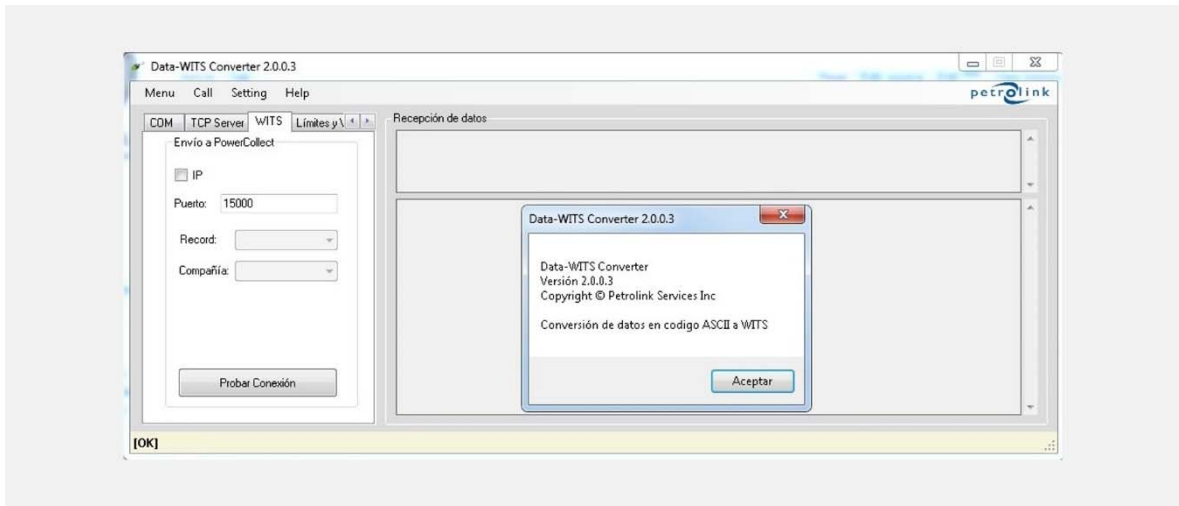 Data-WITS Converter 2.0.0.3
Menu Call Setting Help
petrolink
COM TCP Server WITS Límites y \
Envío a PowerCollect
IP
Puerto: 15000
Record:
Compañía:
Probar Conexión
Recepción de datos
Data-WITS Converter 2.0.0.3
Data-WITS Converter
Versión 2.0.0.3
Copyright © Petrolink Services Inc
Conversión de datos en codigo ASCII a WITS
Aceptar
[OK]